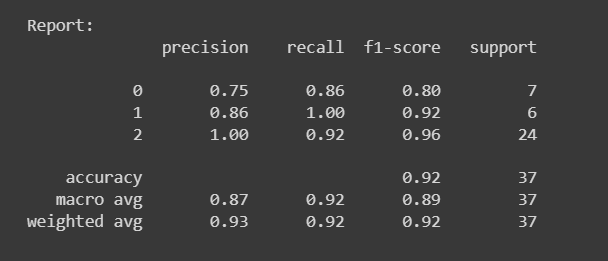 Report:
precision recall f1-score support
0 0.75 0.86 0.80 7
1 0.86 1.00 0.92 6
2 1.00 0.92 0.96 24
accuracy 0.92 37
macro avg 0.87 0.92 0.89 37
weighted avg 0.93 0.92 0.92 37